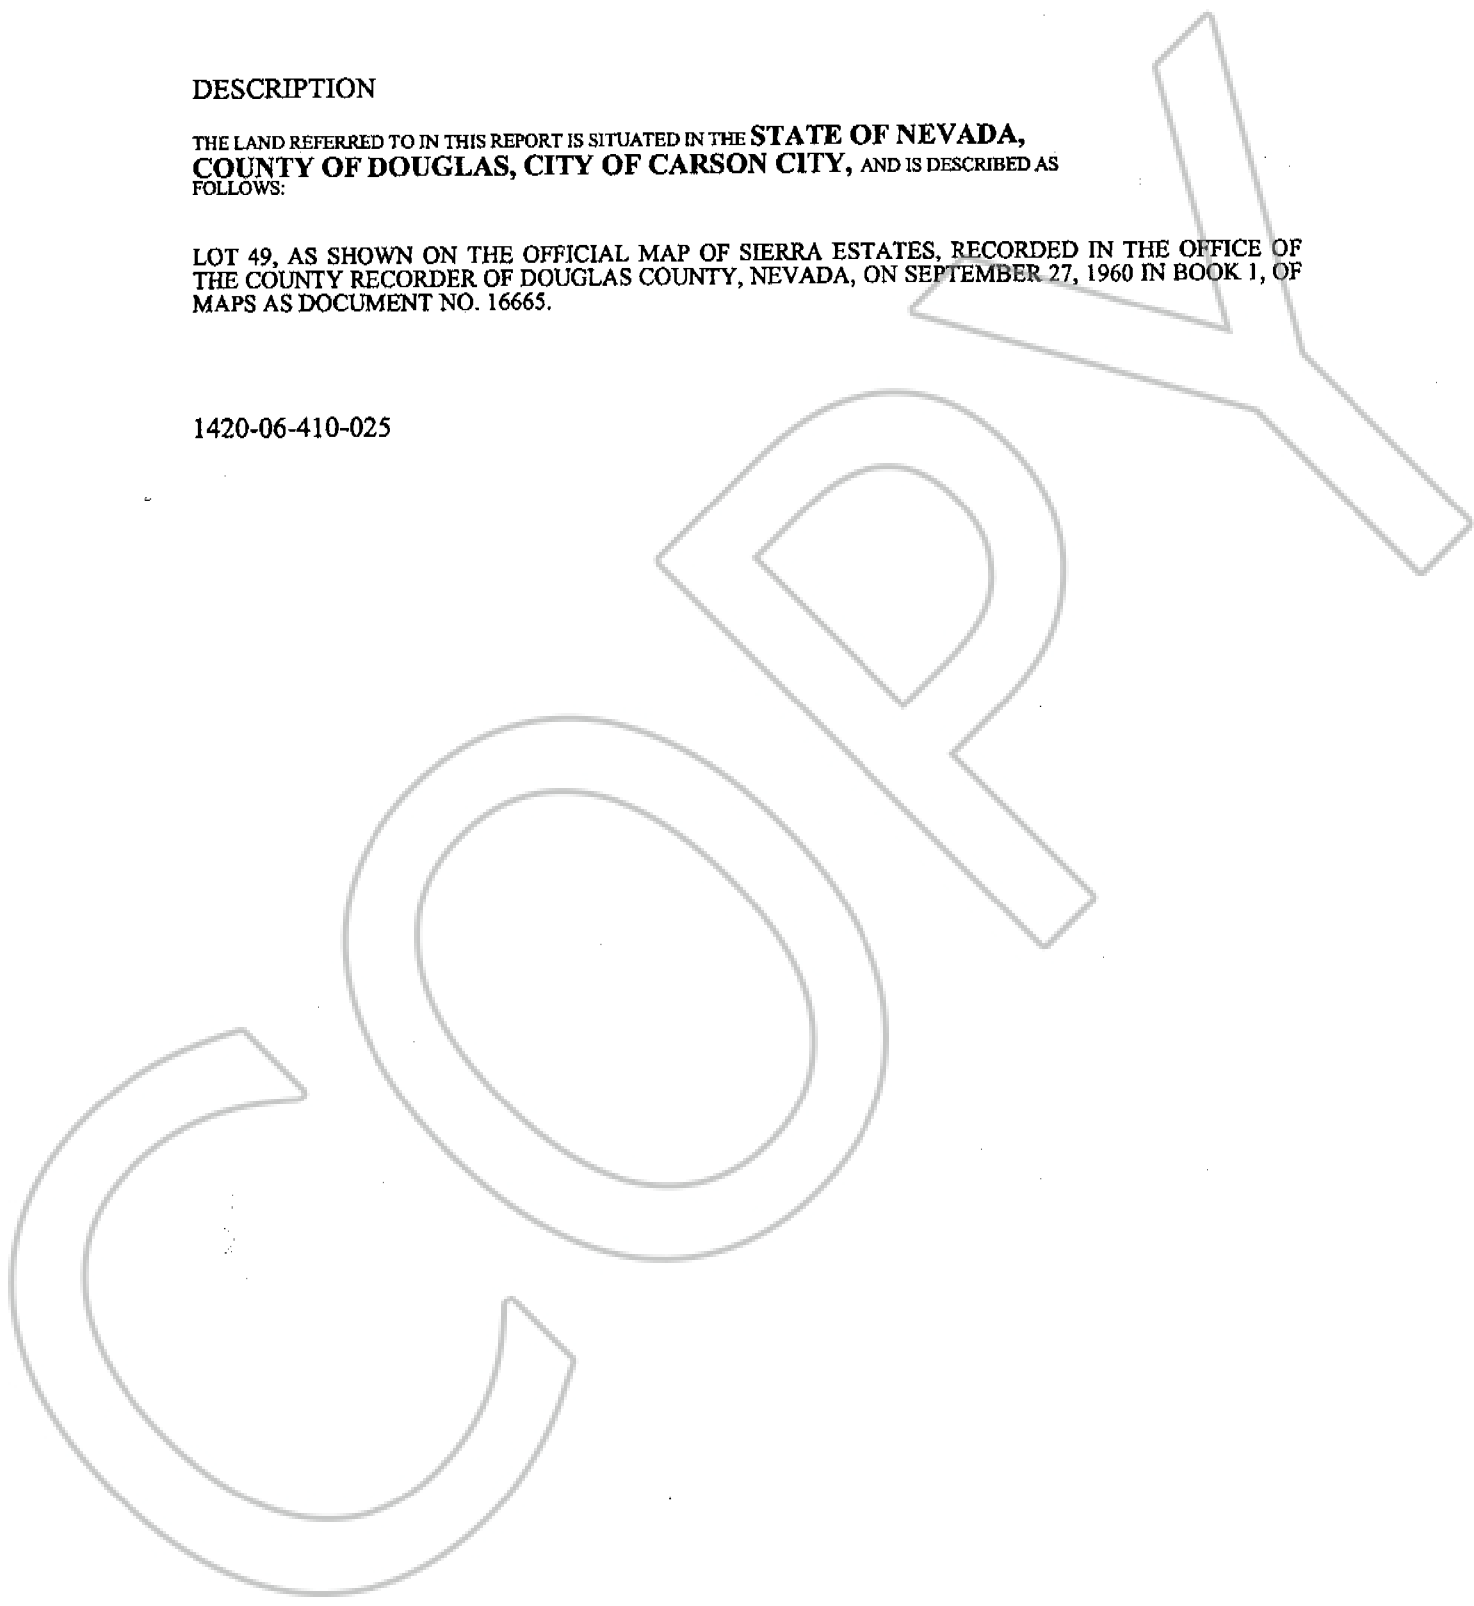 DESCRIPTION
THE LAND REFERRED TO IN THIS REPORT IS SITUATED IN THE STATE OF NEVADA,
COUNTY OF DOUGLAS, CITY OF CARSON CITY, AND IS DESCRIBED AS
FOLLOWS:
LOT 49, AS SHOWN ON THE OFFICIAL MAP OF SIERRA ESTATES, RECORDED IN THE OFFICE OF
THE COUNTY RECORDER OF DOUGLAS COUNTY, NEVADA, ON SEPTEMBER 27, 1960 IN BOOK 1, OF
MAPS AS DOCUMENT NO. 16665.
1420-06-410-025
COPY